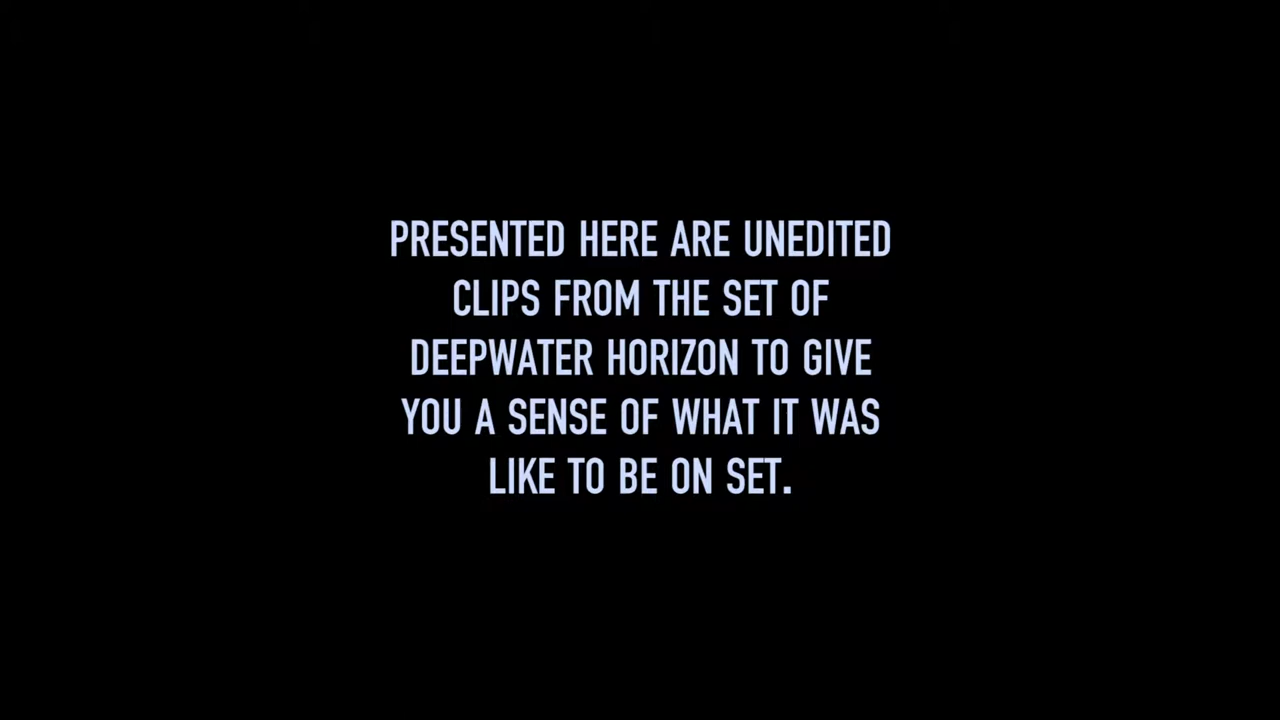 PRESENTED HERE ARE UNEDITED
CLIPS FROM THE SET OF
DEEPWATER HORIZON TO GIVE
YOU A SENSE OF WHAT IT WAS
LIKE TO BE ON SET.